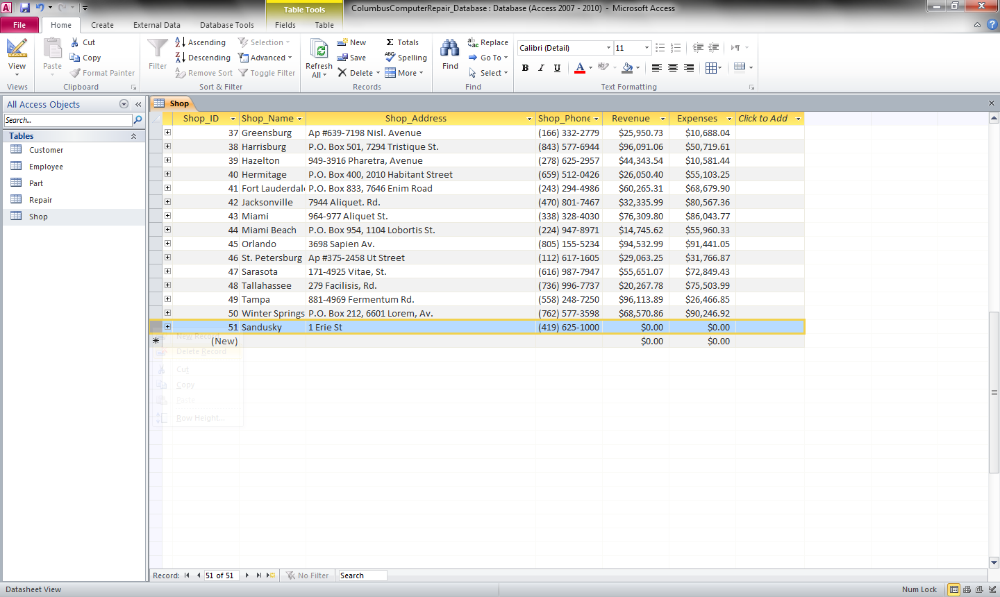 Table Tools
ColumbusComputerRepair_Database : Database (Access 2007 - 2010) - Microsoft Access
File Home Create External Data Database Tools Fields Table
View
Views
Paste
Cut
Copy
Format Painter
Clipboard
Filter
Ascending
Descending
Remove Sort
Selection
Advanced
Toggle Filter
Sort & Filter
Refresh All
New
Save
Delete
Totals
Spelling
More
Records
Find
Replace
Go To
Select
Find
Calibri (Detail) 11
B I U A ab
Text Formatting
All Access Objects
Search...
Tables
Customer
Employee
Part
Repair
Shop
Shop
Shop_ID Shop_Name Shop_Address Shop_Phone Revenue Expenses Click to Add
37 Greensburg Ap #639-7198 Nisl. Avenue (166) 332-2779 $25,950.73 $10,688.04
38 Harrisburg P.O. Box 501, 7294 Tristique St. (843) 577-6944 $96,091.06 $50,719.61
39 Hazelton 949-3916 Pharetra, Avenue (278) 625-2957 $44,343.54 $10,581.44
40 Hermitage P.O. Box 400, 2010 Habitant Street (659) 512-0426 $26,050.40 $55,103.25
41 Fort Lauderdale P.O. Box 833, 7646 Enim Road (243) 294-4986 $60,265.31 $68,679.90
42 Jacksonville 7944 Aliquet. Rd. (470) 801-7467 $32,335.99 $80,567.36
43 Miami 964-977 Aliquet St. (338) 328-4030 $76,309.80 $86,043.77
44 Miami Beach P.O. Box 954, 1104 Lobortis St. (224) 947-8971 $14,745.62 $55,960.33
45 Orlando 3698 Sapien Av. (805) 155-5234 $94,532.99 $91,441.05
46 St. Petersburg Ap #375-2458 Ut Street (112) 617-1605 $29,063.25 $31,766.87
47 Sarasota 171-4925 Vitae, St. (616) 987-7947 $55,651.07 $72,849.43
48 Tallahassee 279 Facilisis, Rd. (736) 996-7737 $20,267.78 $75,503.99
49 Tampa 881-4969 Fermentum Rd. (558) 248-7250 $96,113.89 $26,466.85
50 Winter Springs P.O. Box 212, 6601 Lorem, Av. (762) 577-3598 $68,570.86 $90,246.92
51 Sandusky 1 Erie St (419) 625-1000 $0.00 $0.00
(New) $0.00 $0.00
New Record
Delete Record
Cut
Copy
Paste
Row Height...
Record: 51 of 51 No Filter Search
Datasheet View Num Lock